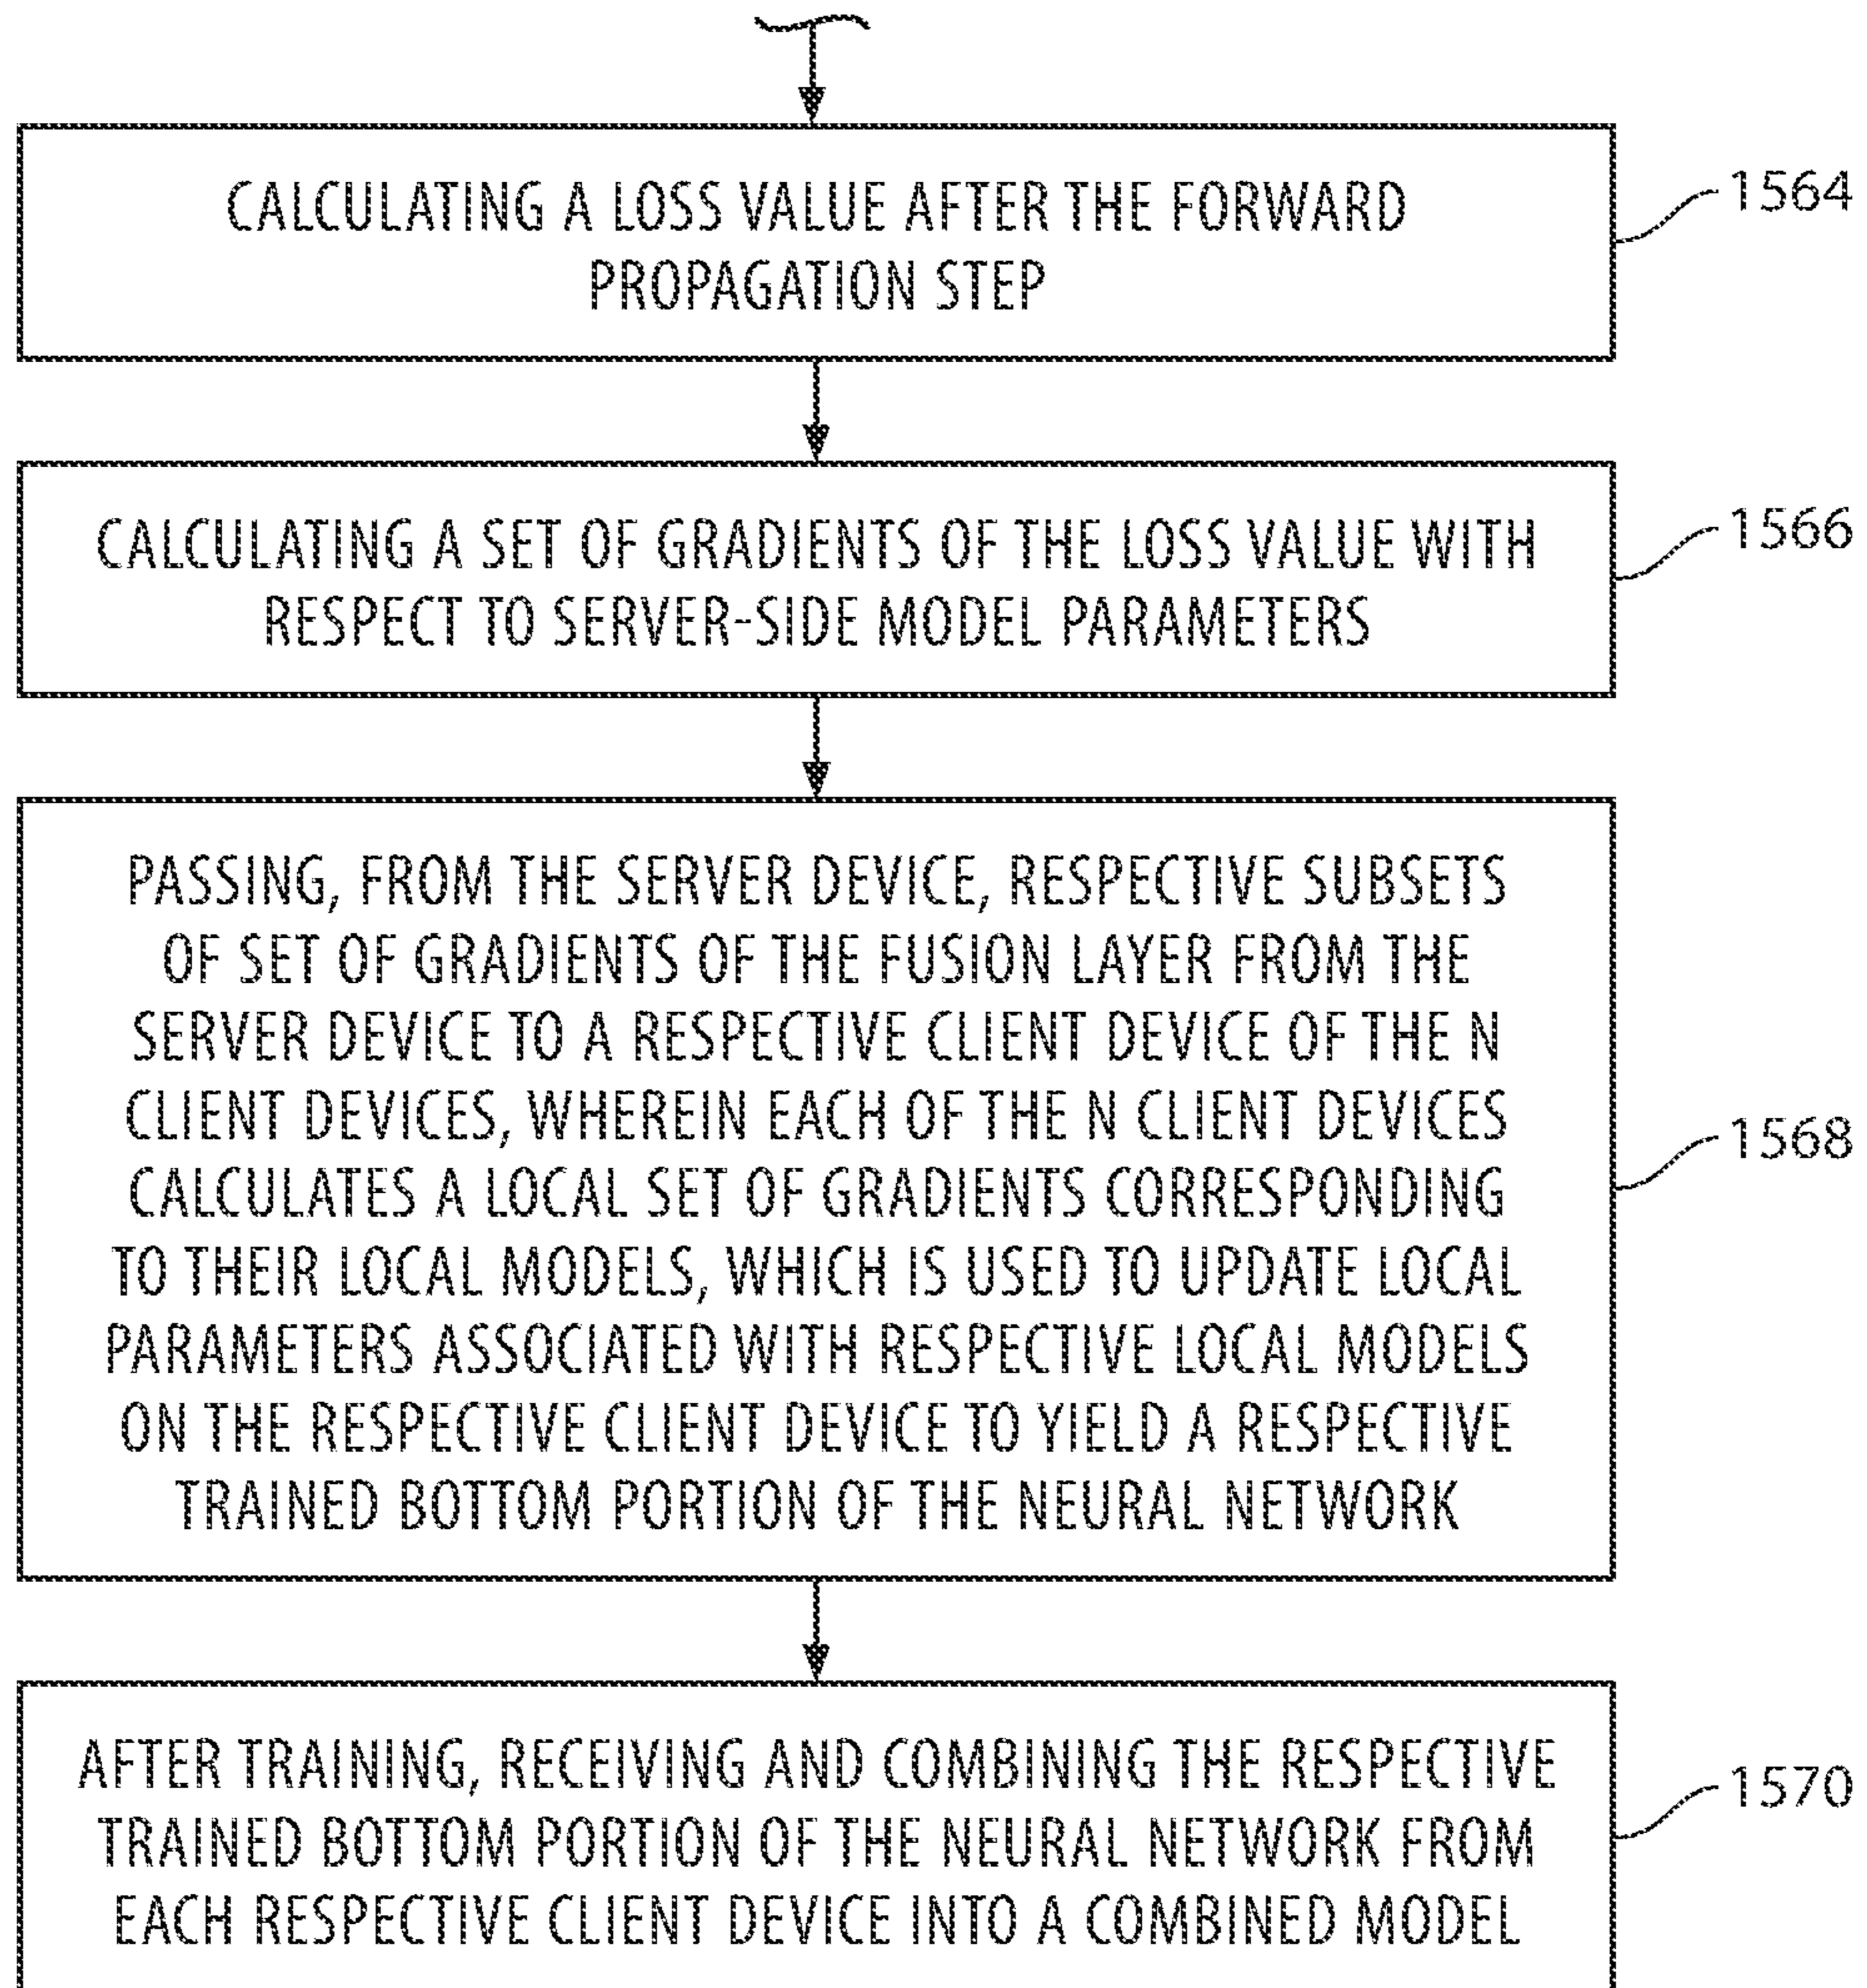 CALCULATING A LOSS VALUE AFTER THE FORWARD
PROPAGATION STEP
1564
CALCULATING A SET OF GRADIENTS OF THE LOSS VALUE WITH
RESPECT TO SERVER-SIDE MODEL PARAMETERS
1566
PASSING, FROM THE SERVER DEVICE, RESPECTIVE SUBSETS
OF SET OF GRADIENTS OF THE FUSION LAYER FROM THE
SERVER DEVICE TO A RESPECTIVE CLIENT DEVICE OF THE N
CLIENT DEVICES, WHEREIN EACH OF THE N CLIENT DEVICES
CALCULATES A LOCAL SET OF GRADIENTS CORRESPONDING
TO THEIR LOCAL MODELS, WHICH IS USED TO UPDATE LOCAL
PARAMETERS ASSOCIATED WITH RESPECTIVE LOCAL MODELS
ON THE RESPECTIVE CLIENT DEVICE TO YIELD A RESPECTIVE
TRAINED BOTTOM PORTION OF THE NEURAL NETWORK
1568
AFTER TRAINING, RECEIVING AND COMBINING THE RESPECTIVE
TRAINED BOTTOM PORTION OF THE NEURAL NETWORK FROM
EACH RESPECTIVE CLIENT DEVICE INTO A COMBINED MODEL
1570